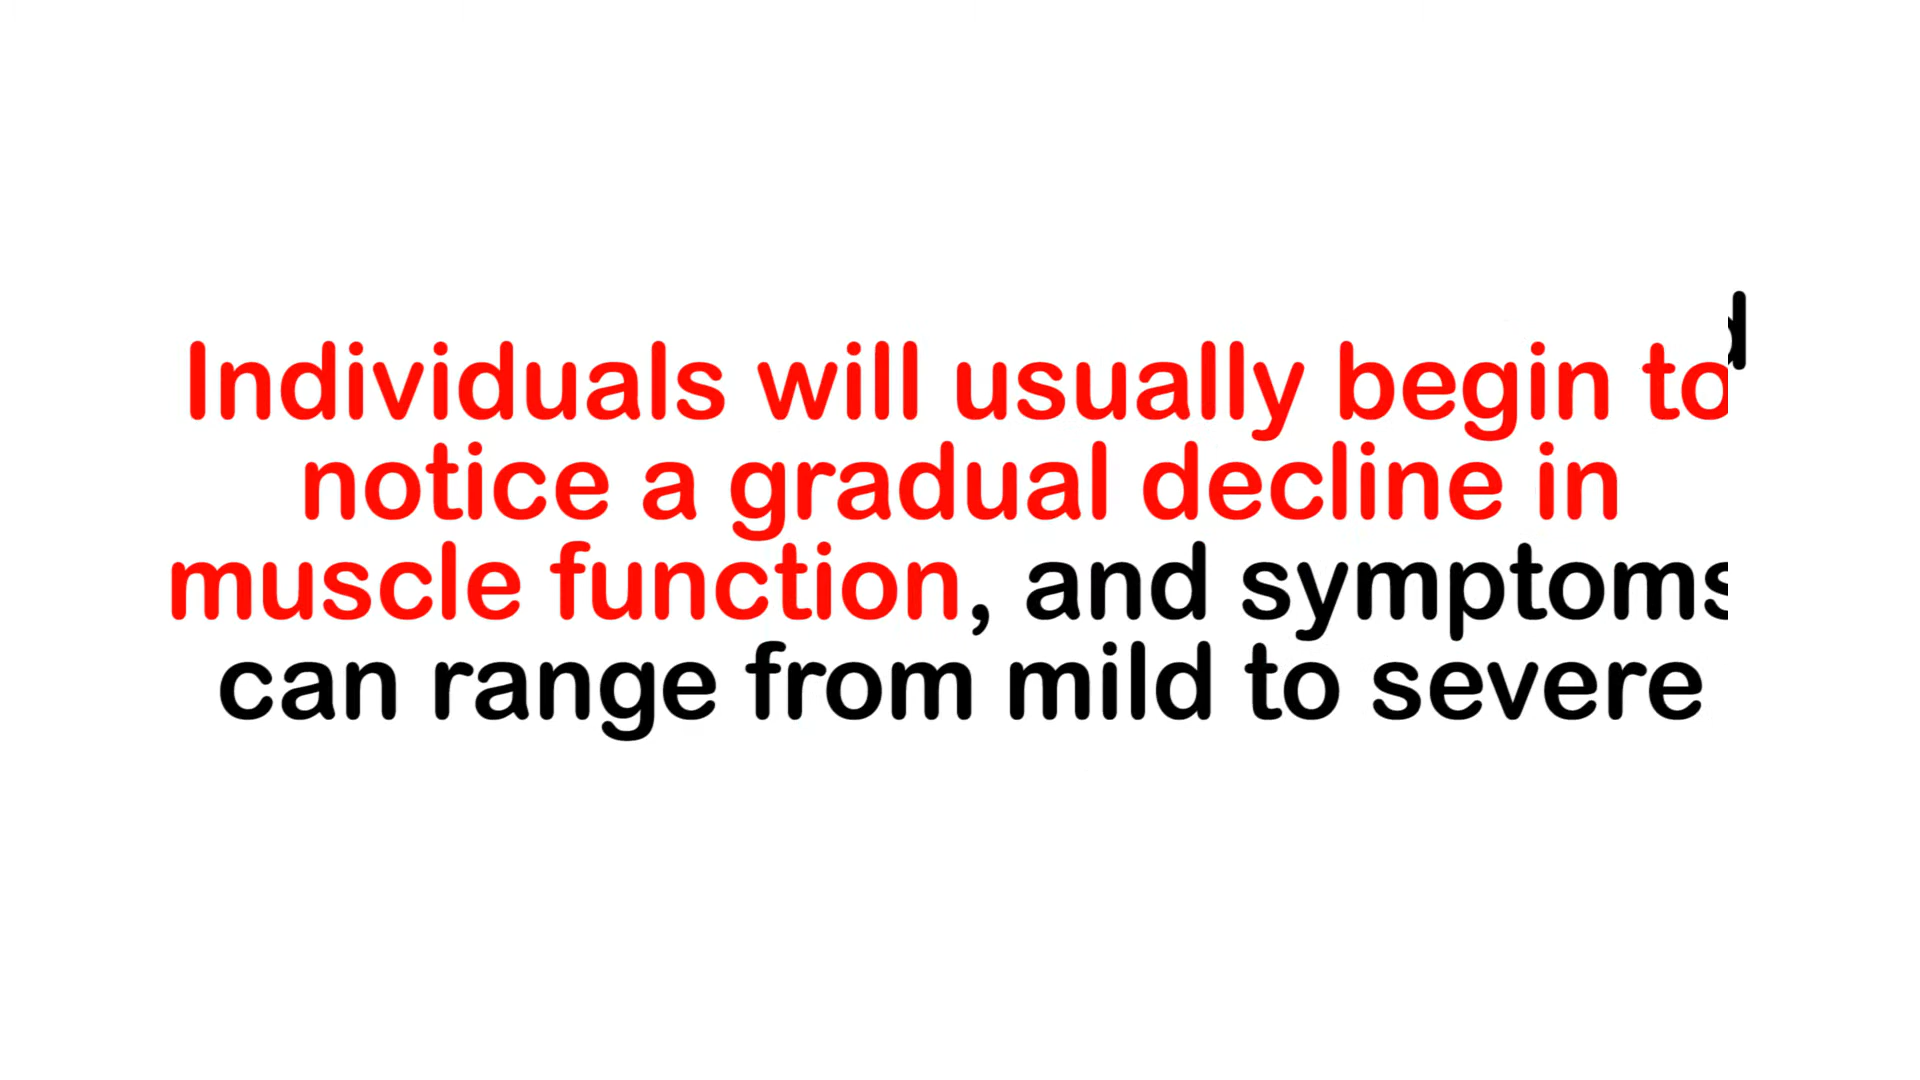 Individuals will usually begin to
notice a gradual decline in
muscle function, and symptoms
can range from mild to severe